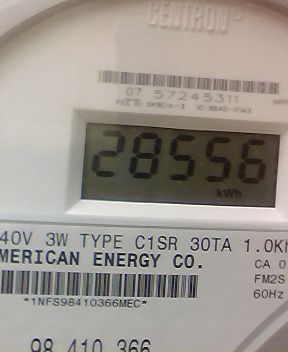 CENTRON®
07 57245311
28556
kWh
40V 3W TYPE C1SR 30TA 1.0Kh
MERICAN ENERGY CO.
CA 0
FM2S
60Hz
*1NFS98410366MEC*
98 410 366